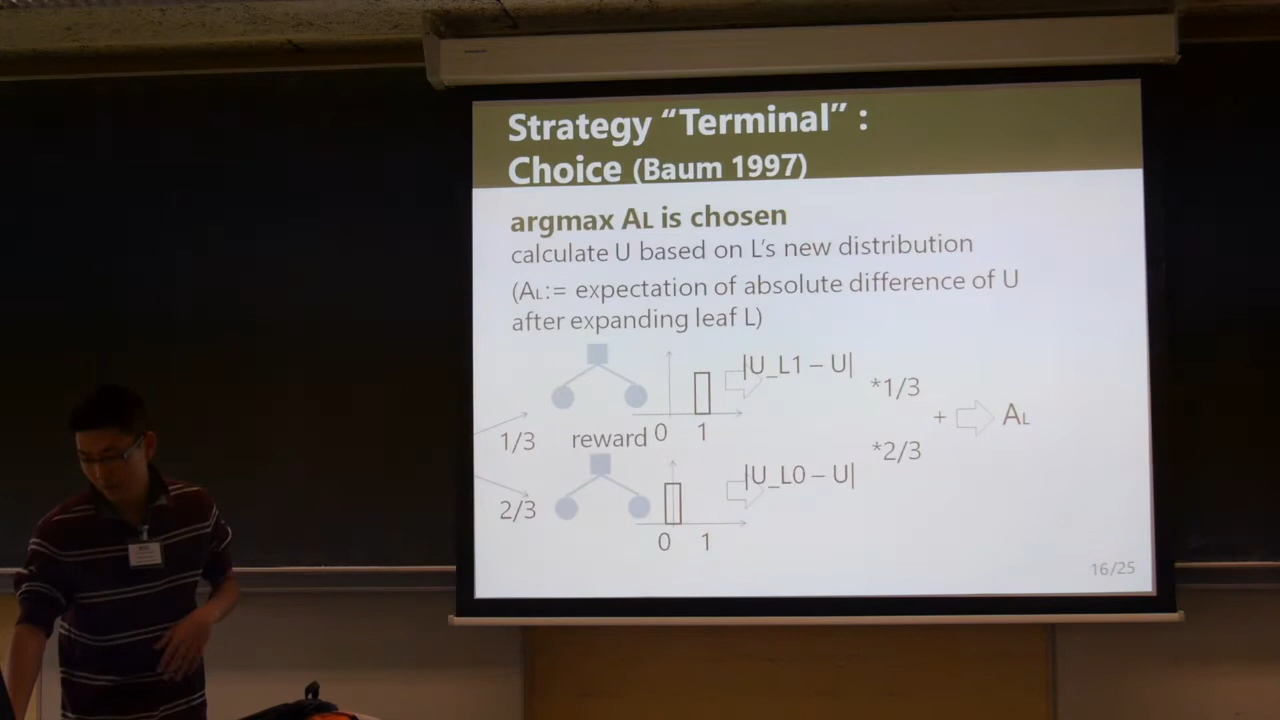 Strategy “Terminal” :
Choice (Baum 1997)
argmax AL is chosen
calculate U based on L’s new distribution
(AL:= expectation of absolute difference of U
after expanding leaf L)
|U_L1 – U|
*1/3
1/3 reward 0 1
+ AL
*2/3
|U_L0 – U|
2/3
0 1
16/25